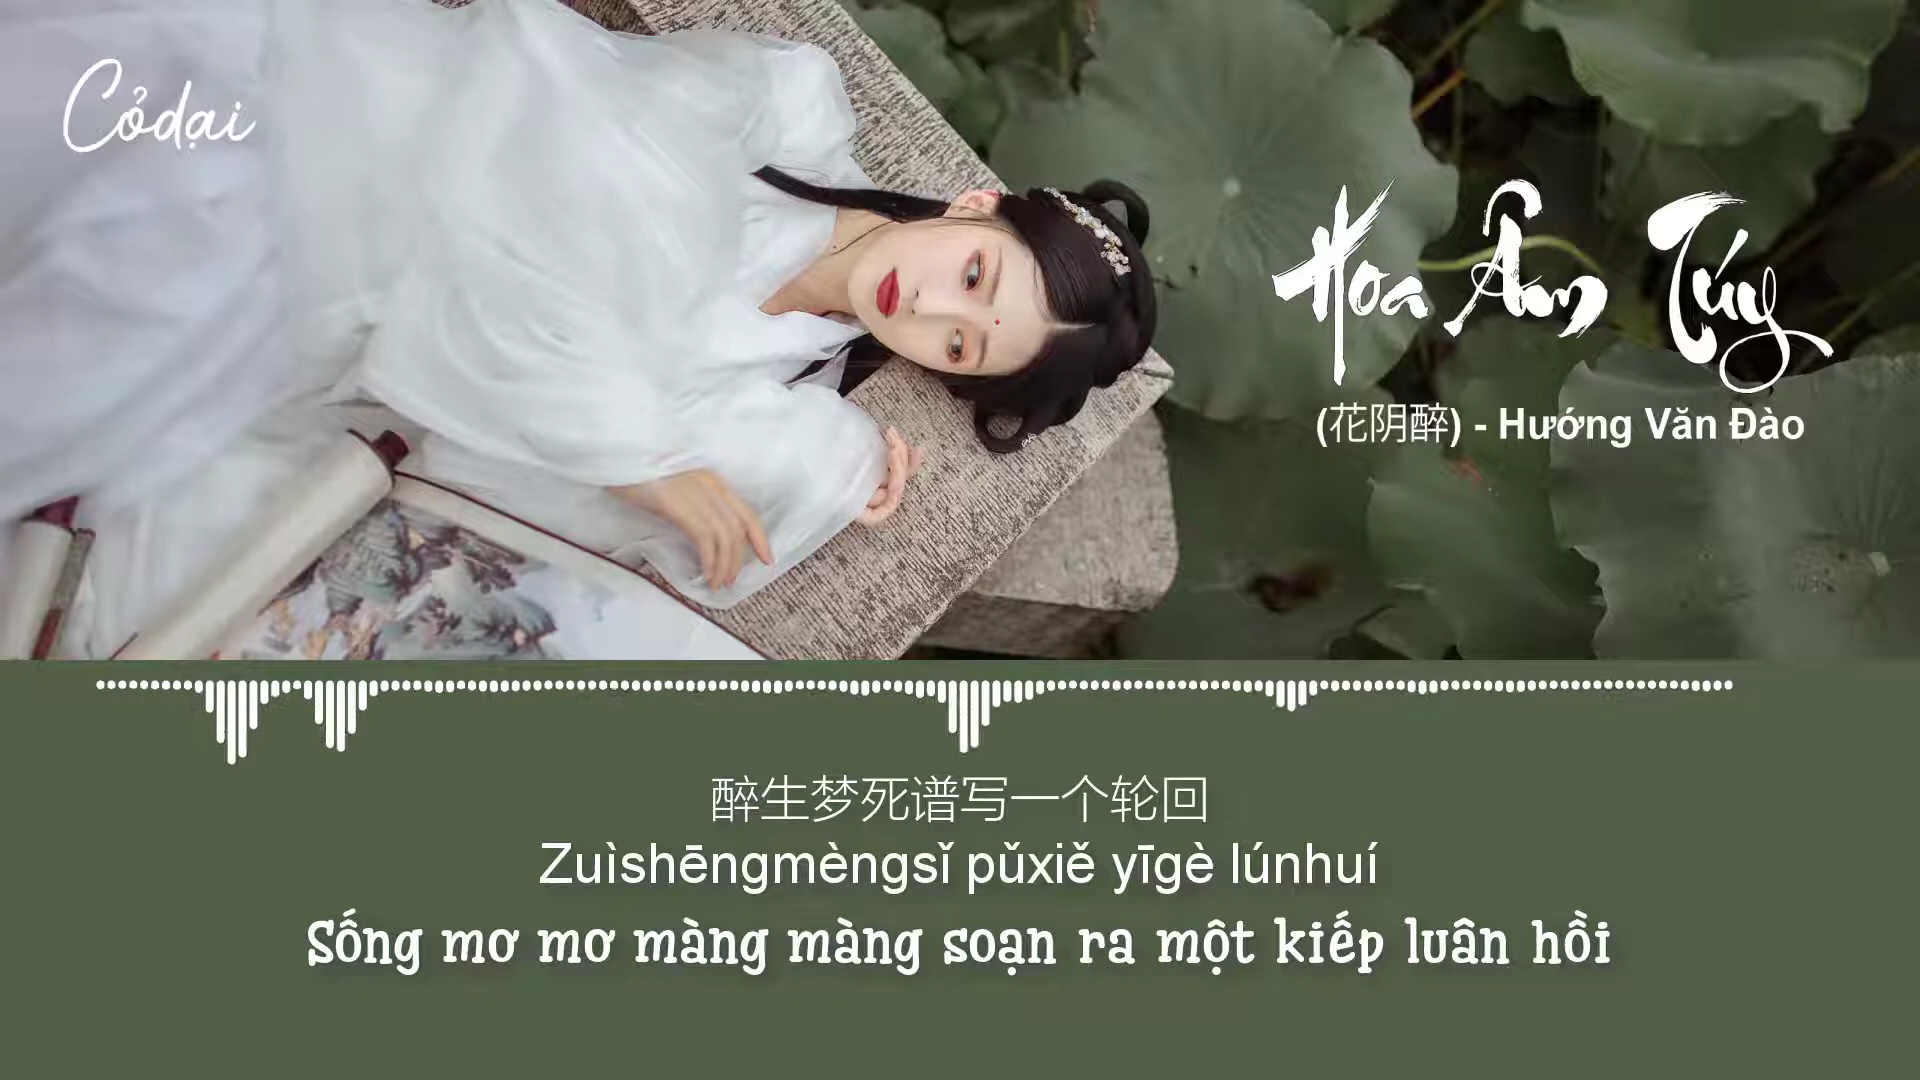 Cỏdại
Hoa Âm Túy
(花阴醉) - Hướng Văn Đào
醉生梦死谱写一个轮回
Zuìshēngmèngsǐ pǔxiě yīgè lúnhuí
Sống mơ mơ màng màng soạn ra một kiếp luân hồi